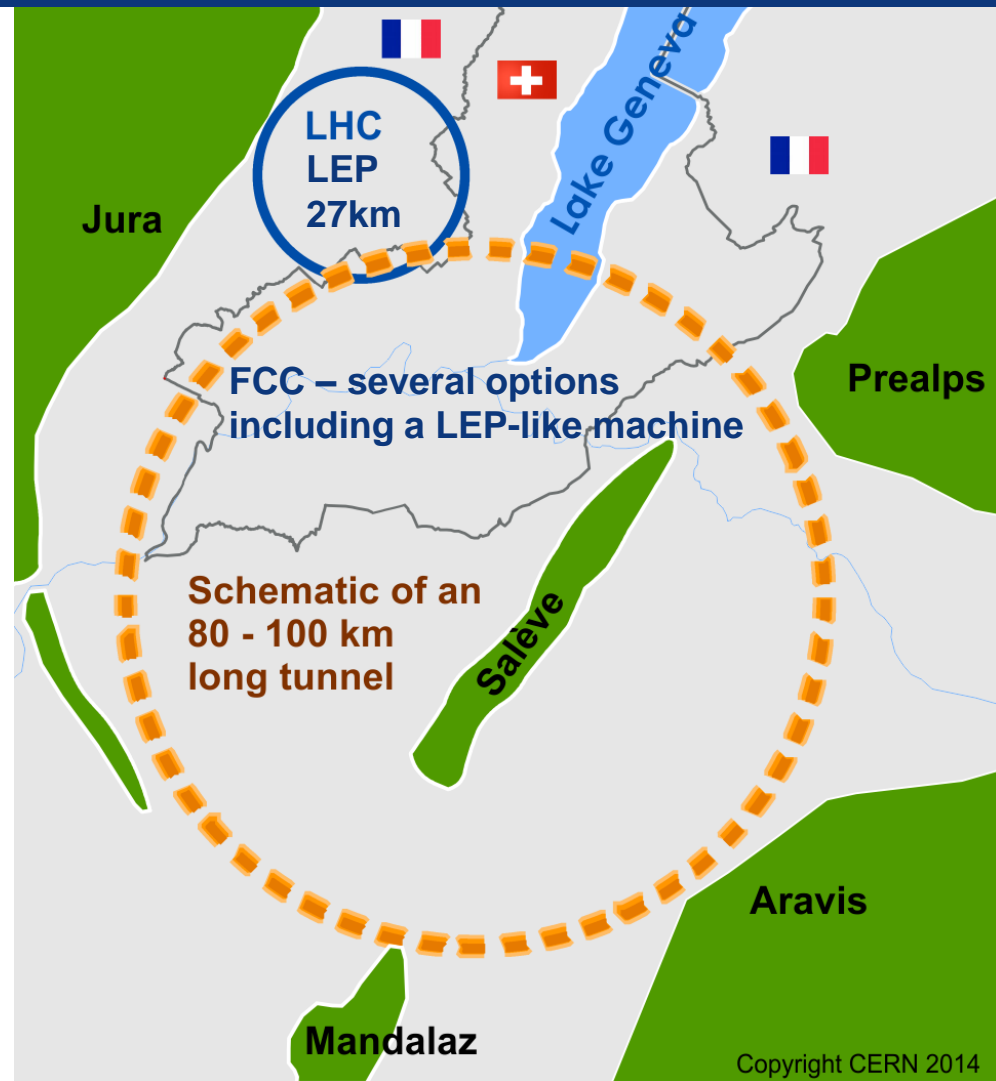 Lake Geneva
LHC
LEP
27km
Jura
FCC – several options
including a LEP-like machine
Prealps
Schematic of an
80 - 100 km
long tunnel
Salève
Aravis
Mandalaz
Copyright CERN 2014